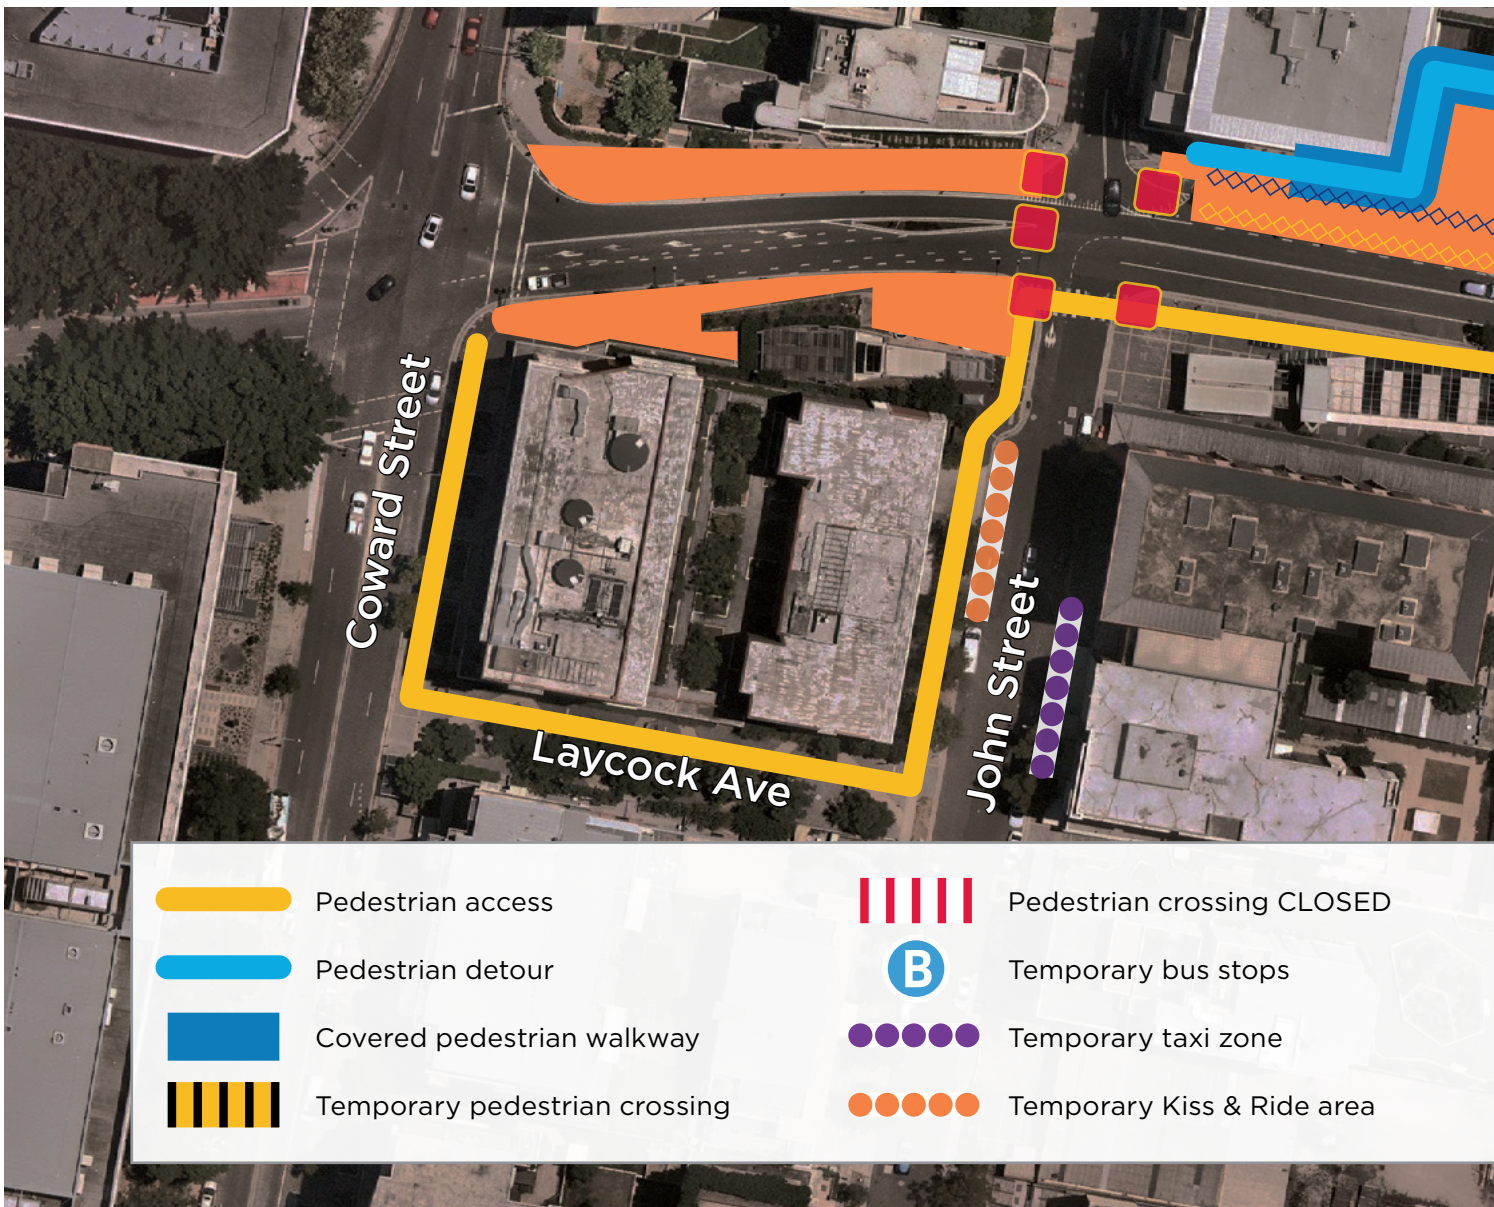 Coward Street
John Street
Laycock Ave
Pedestrian access
Pedestrian detour
Covered pedestrian walkway
Temporary pedestrian crossing
Pedestrian crossing CLOSED
B Temporary bus stops
Temporary taxi zone
Temporary Kiss & Ride area